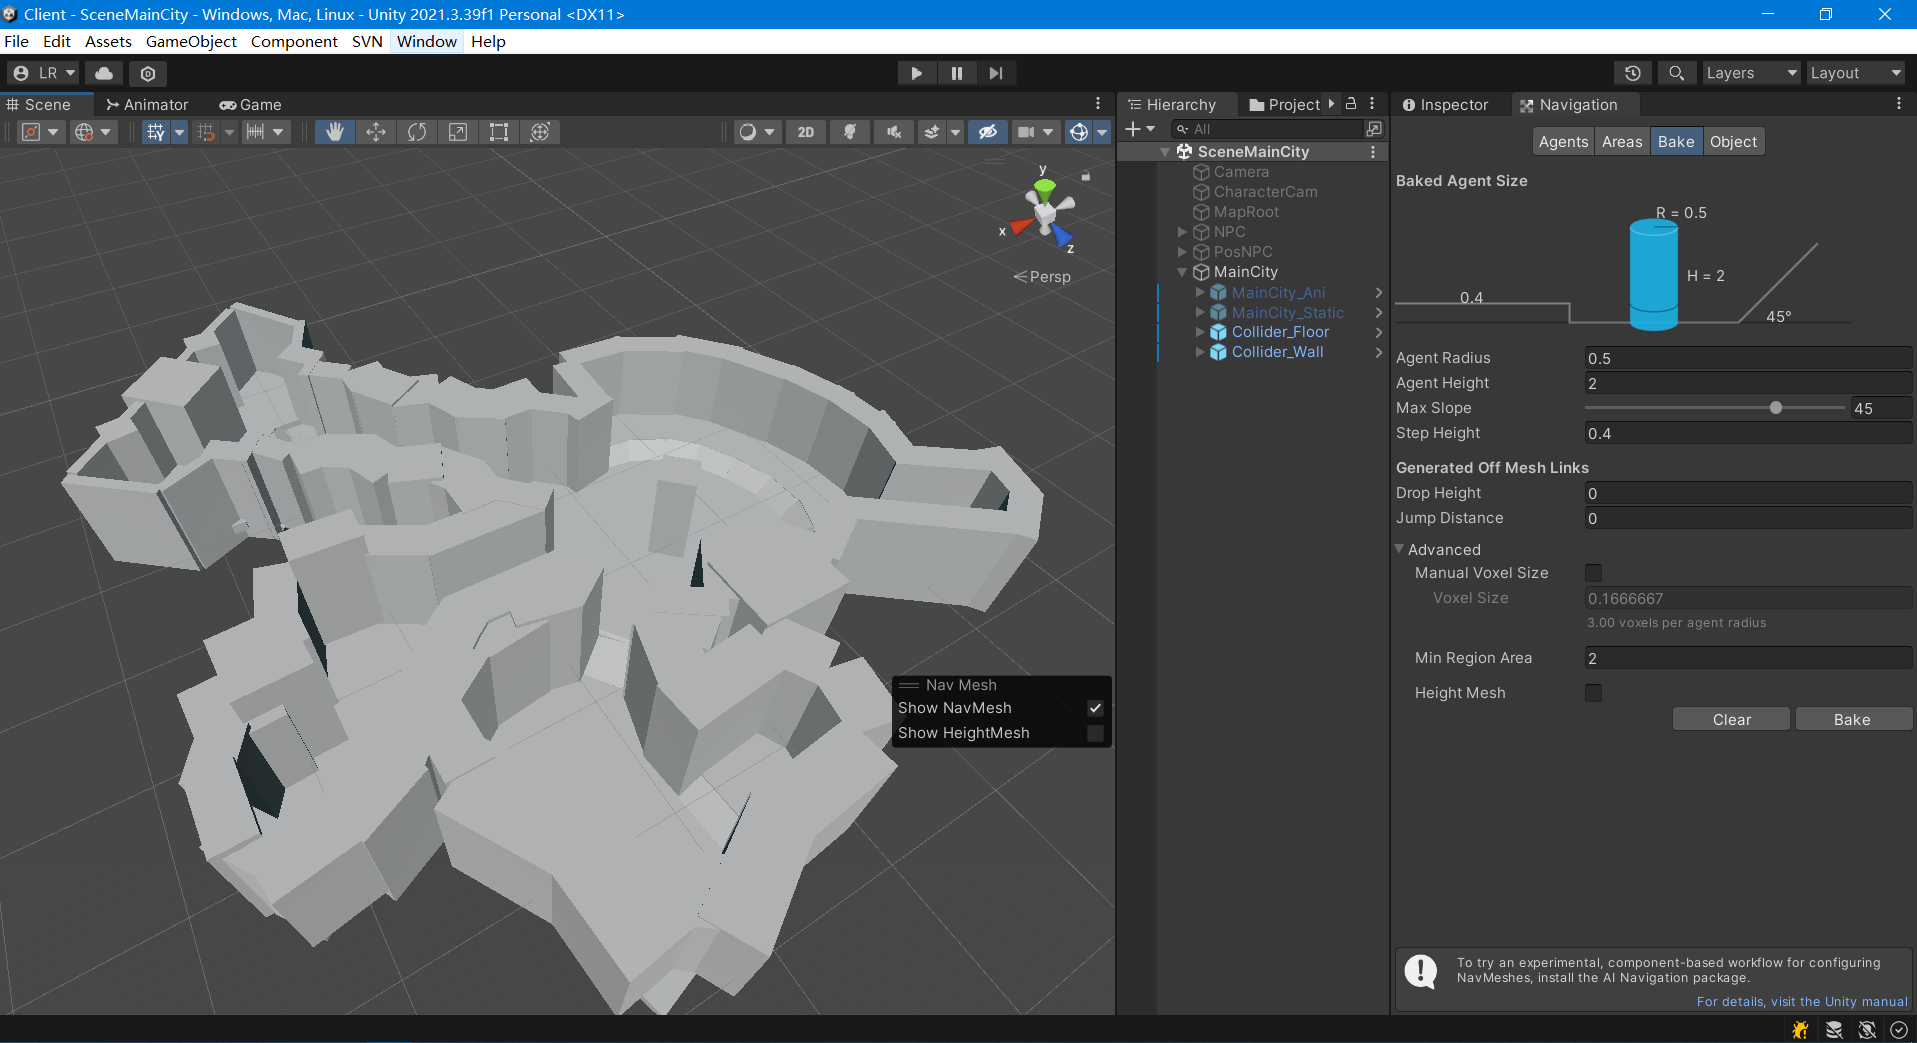 Client - SceneMainCity - Windows, Mac, Linux - Unity 2021.3.39f1 Personal <DX11>
File Edit Assets GameObject Component SVN Window Help
LR
Layers
Layout
Scene
Animator
Game
2D
y
x
z
Persp
Nav Mesh
Show NavMesh
Show HeightMesh
Hierarchy
Project
All
SceneMainCity
Camera
CharacterCam
MapRoot
NPC
PosNPC
MainCity
MainCity_Ani
MainCity_Static
Collider_Floor
Collider_Wall
Inspector
Navigation
Agents Areas Bake Object
Baked Agent Size
R = 0.5
H = 2
0.4
45°
Agent Radius 0.5
Agent Height 2
Max Slope 45
Step Height 0.4
Generated Off Mesh Links
Drop Height 0
Jump Distance 0
Advanced
Manual Voxel Size
Voxel Size 0.1666667
3.00 voxels per agent radius
Min Region Area 2
Height Mesh
Clear Bake
To try an experimental, component-based workflow for configuring
NavMeshes, install the AI Navigation package.
For details, visit the Unity manual